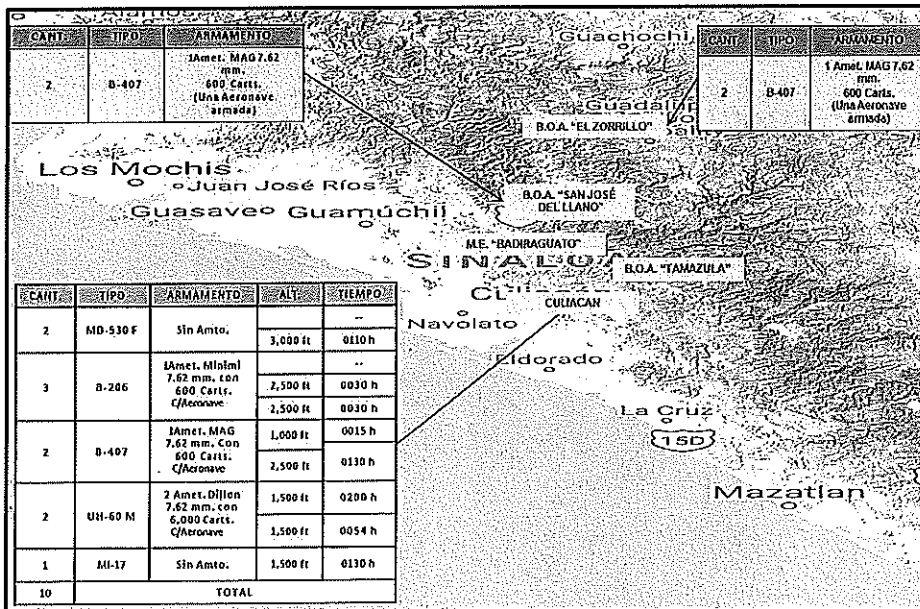 CANT. TIPO ARMAMENTO
2 B-407 1Amet. MAG 7.62
mm.
600 Carts.
(Una Aeronave
armada)
Guachochi
CANT. TIPO ARMAMENTO
2 B-407 1 Amet. MAG 7.62
mm.
600 Carts.
(Una Aeronave
armada)
B.O.A. "EL ZORRILLO"
Los Mochis
Juan José Ríos
Guasave Guamúchil
B.O.A. "SAN JOSÉ
DEL LLANO"
M.E. "BADIRAGUATO"
B.O.A. "TAMAZULA"
CULIACAN
Navolato
Eldorado
La Cruz
15D
Mazatlan
CANT. TIPO ARMAMENTO ALT. TIEMPO
2 MD-530 F Sin Amto. --
3,000 ft 0110 h
3 B-206 1Amet. Minimi
7.62 mm. con
600 Carts.
C/Aeronave
--
2,500 ft 0030 h
2,500 ft 0030 h
2 B-407 1Amet. MAG
7.62 mm. Con
600 Carts.
C/Aeronave
1,000 ft 0015 h
2,500 ft 0130 h
2 UH-60 M 2 Amet. Dillon
7.62 mm. con
6,000 Carts.
C/Aeronave
1,500 ft 0200 h
1,500 ft 0054 h
1 MI-17 Sin Amto. 1,500 ft 0130 h
10 TOTAL